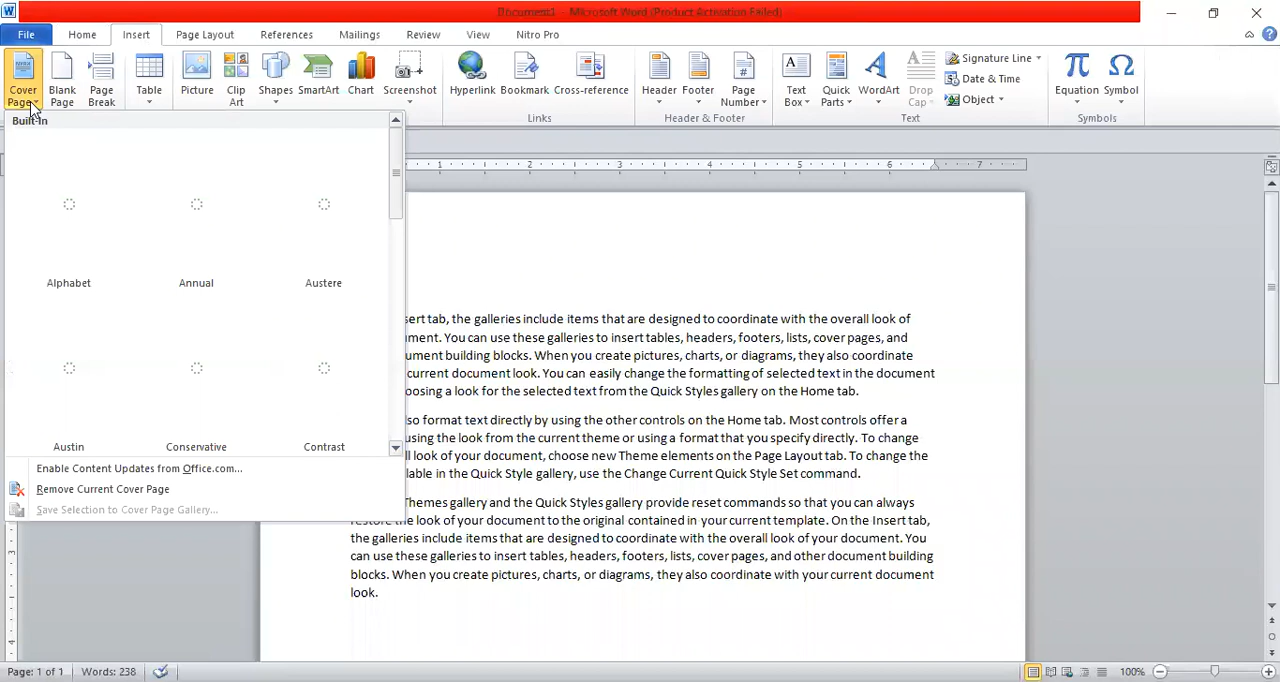 Document1 - Microsoft Word (Product Activation Failed)
File Home Insert Page Layout References Mailings Review View Nitro Pro
Cover Page
Blank Page
Page Break
Table
Picture
Clip Art
Shapes
SmartArt
Chart
Screenshot
Hyperlink
Bookmark
Cross-reference
Links
Header
Footer
Page Number
Header & Footer
Text Box
Quick Parts
WordArt
Drop Cap
Signature Line
Date & Time
Object
Text
π
Equation
Ω
Symbol
Symbols
Built-In
Alphabet Annual Austere
Austin Conservative Contrast
Enable Content Updates from Office.com...
Remove Current Cover Page
Save Selection to Cover Page Gallery...
1 2 3 4 5 6 7
sert tab, the galleries include items that are designed to coordinate with the overall look of
ument. You can use these galleries to insert tables, headers, footers, lists, cover pages, and
ument building blocks. When you create pictures, charts, or diagrams, they also coordinate
current document look. You can easily change the formatting of selected text in the document
oosing a look for the selected text from the Quick Styles gallery on the Home tab.
so format text directly by using the other controls on the Home tab. Most controls offer a
using the look from the current theme or using a format that you specify directly. To change
ll look of your document, choose new Theme elements on the Page Layout tab. To change the
lable in the Quick Style gallery, use the Change Current Quick Style Set command.
Themes gallery and the Quick Styles gallery provide reset commands so that you can always
restore the look of your document to the original contained in your current template. On the Insert tab,
the galleries include items that are designed to coordinate with the overall look of your document. You
can use these galleries to insert tables, headers, footers, lists, cover pages, and other document building
blocks. When you create pictures, charts, or diagrams, they also coordinate with your current document
look.
3
4
Page: 1 of 1 Words: 238 100%